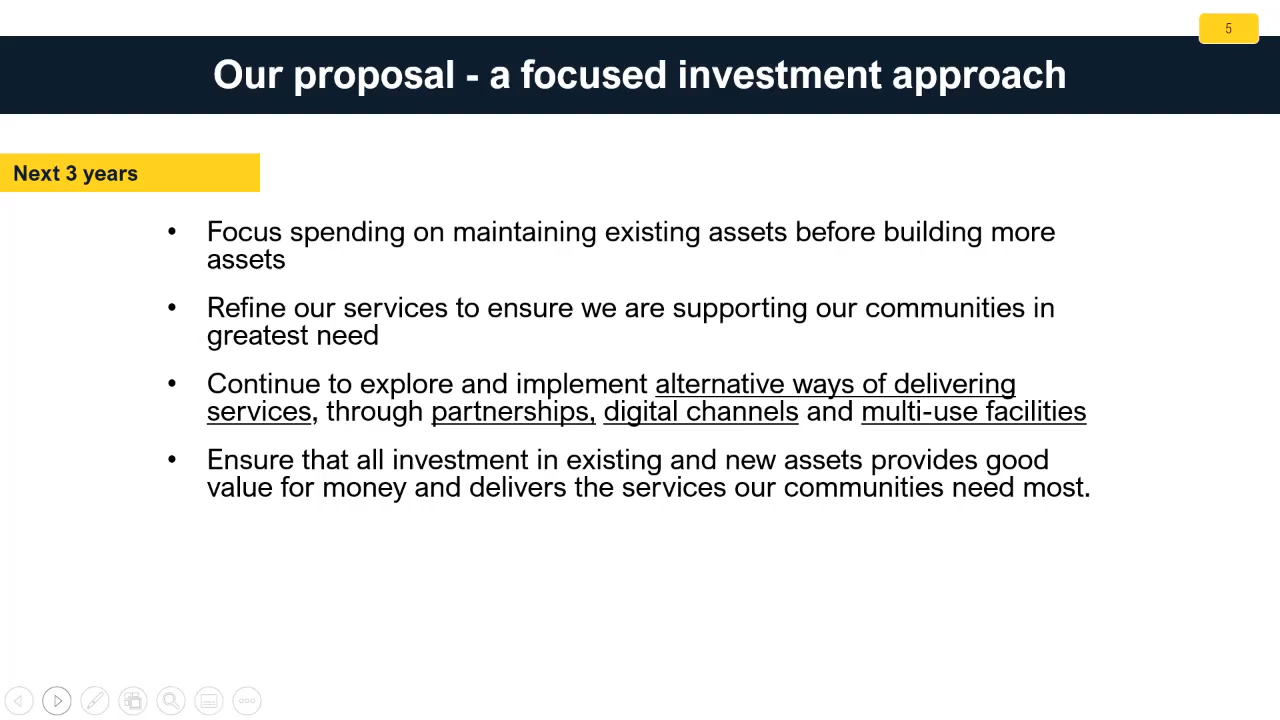 5
Our proposal - a focused investment approach
Next 3 years
• Focus spending on maintaining existing assets before building more
assets
• Refine our services to ensure we are supporting our communities in
greatest need
• Continue to explore and implement alternative ways of delivering
services, through partnerships, digital channels and multi-use facilities
• Ensure that all investment in existing and new assets provides good
value for money and delivers the services our communities need most.